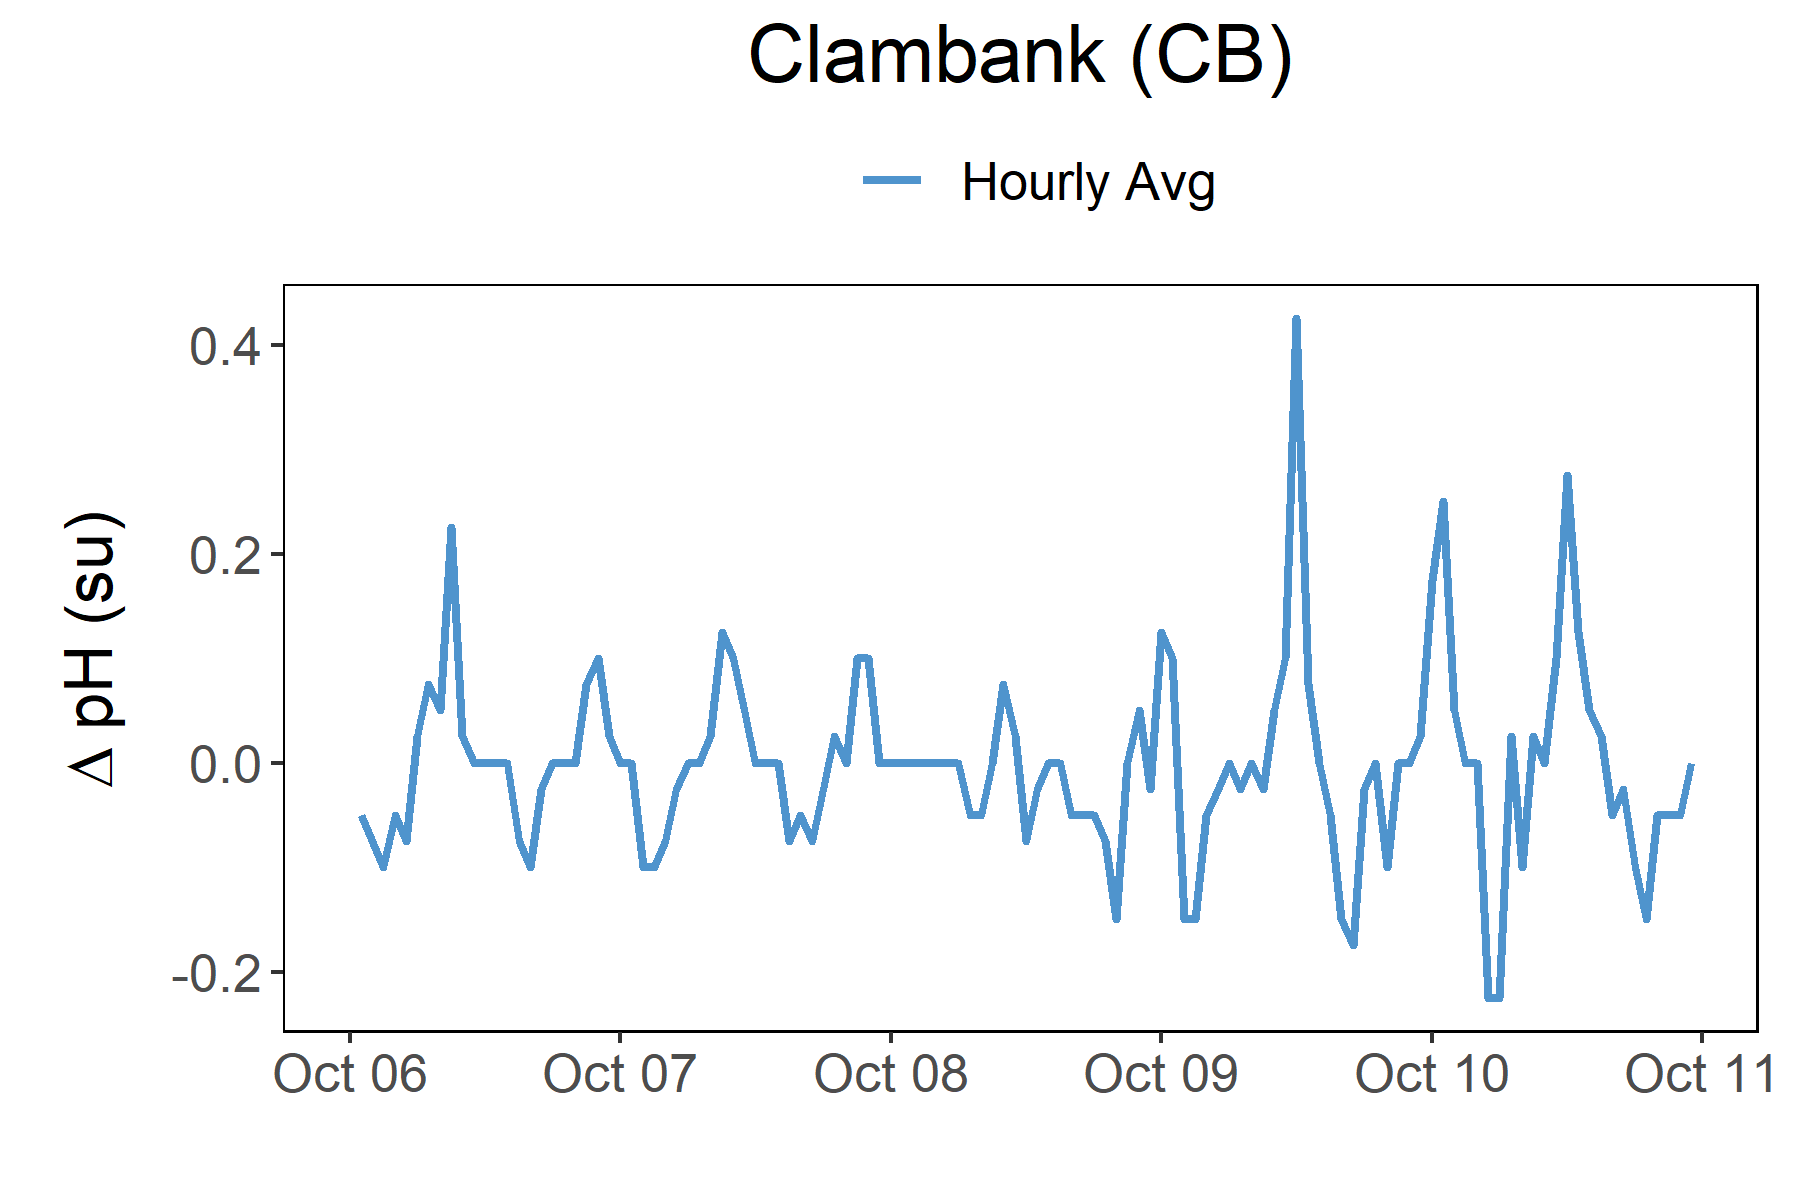 Clambank (CB)
Hourly Avg
Δ pH (su)
0.4
0.2
0.0
-0.2
Oct 06
Oct 07
Oct 08
Oct 09
Oct 10
Oct 11